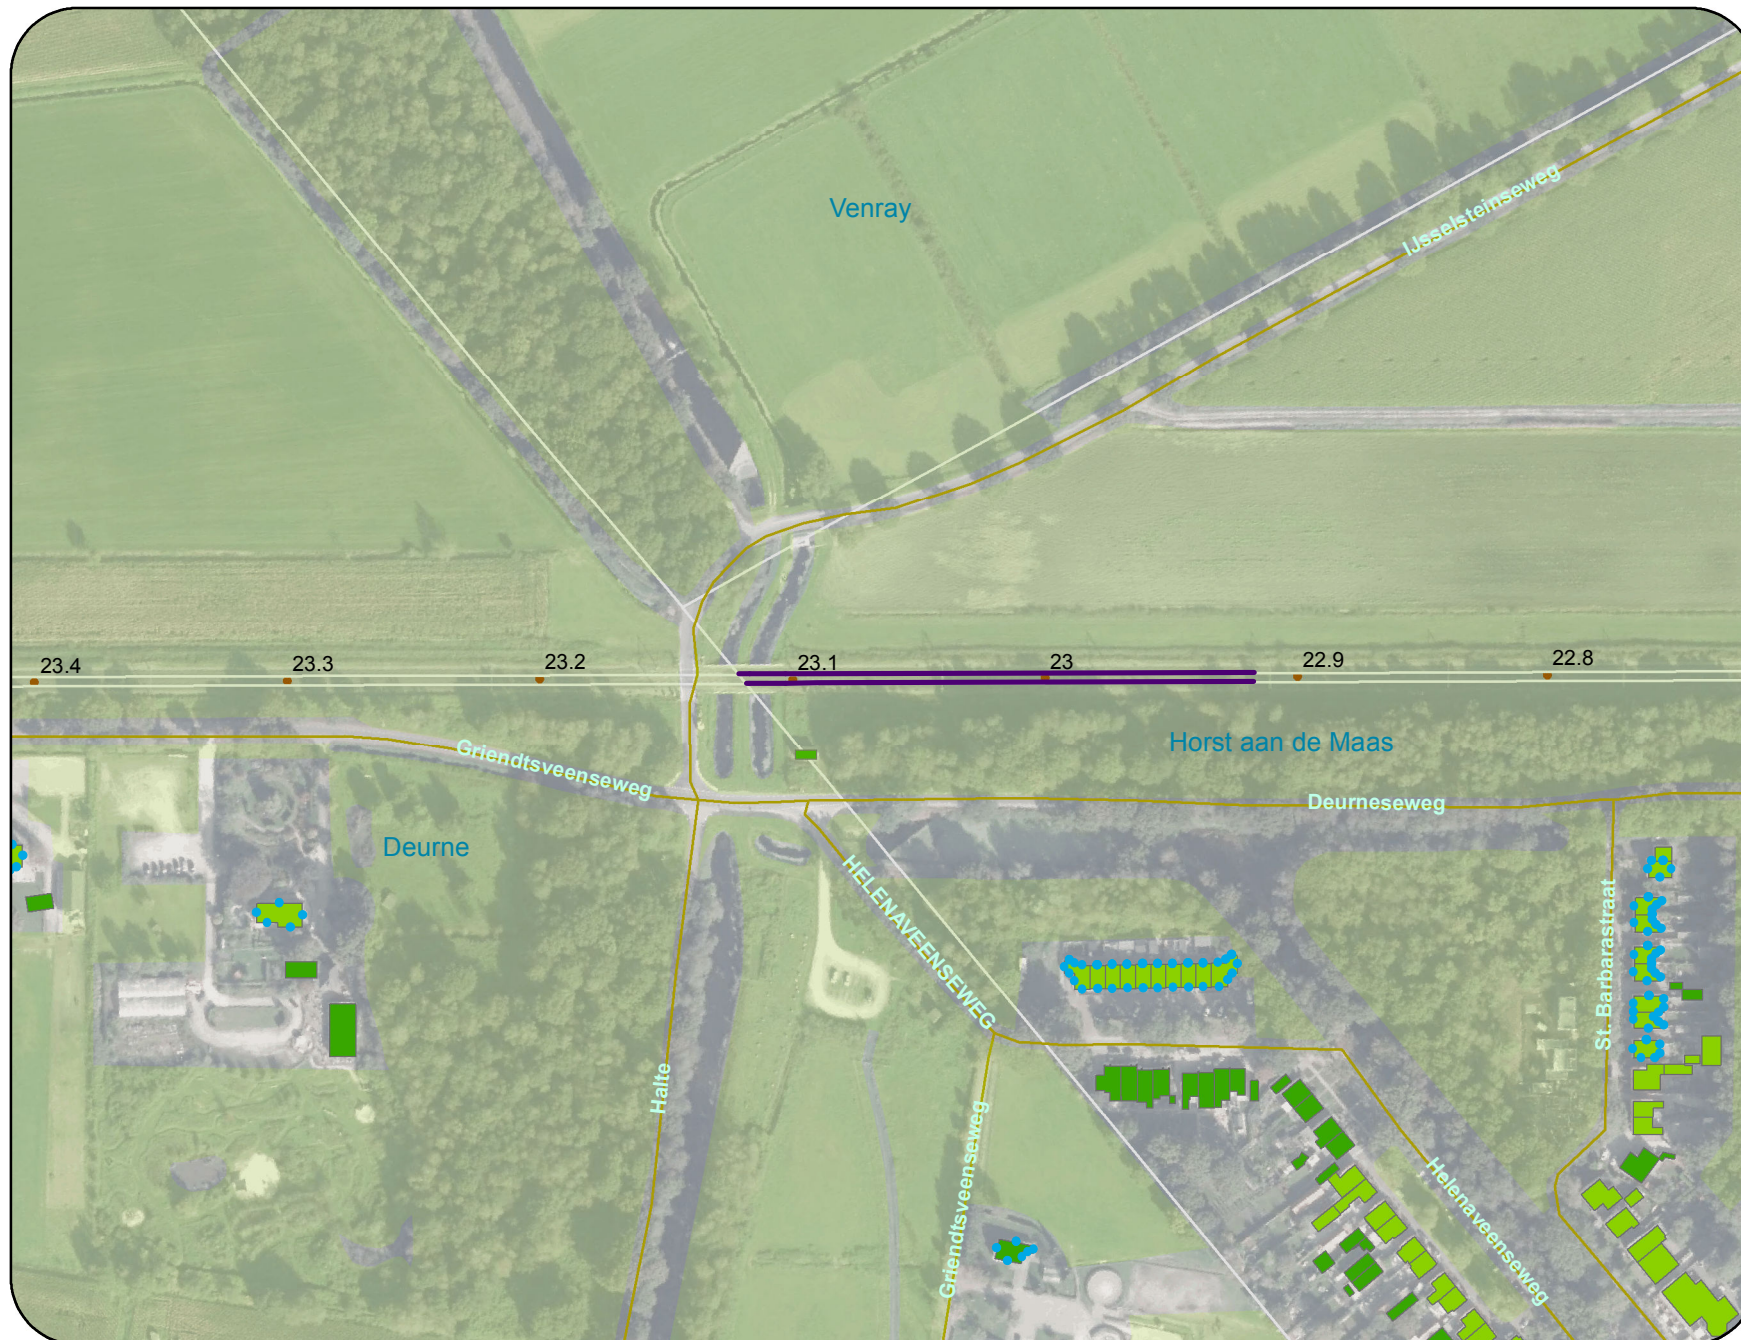 Venray
IJsselsteinseweg
23.4
23.3
23.2
23.1
23
22.9
22.8
Horst aan de Maas
Griendtsveenseweg
Deurneseweg
Deurne
HELENAVEENSEWEG
St. Barbarastraat
Halte
Griendtsveenseweg
Helenaveenseweg